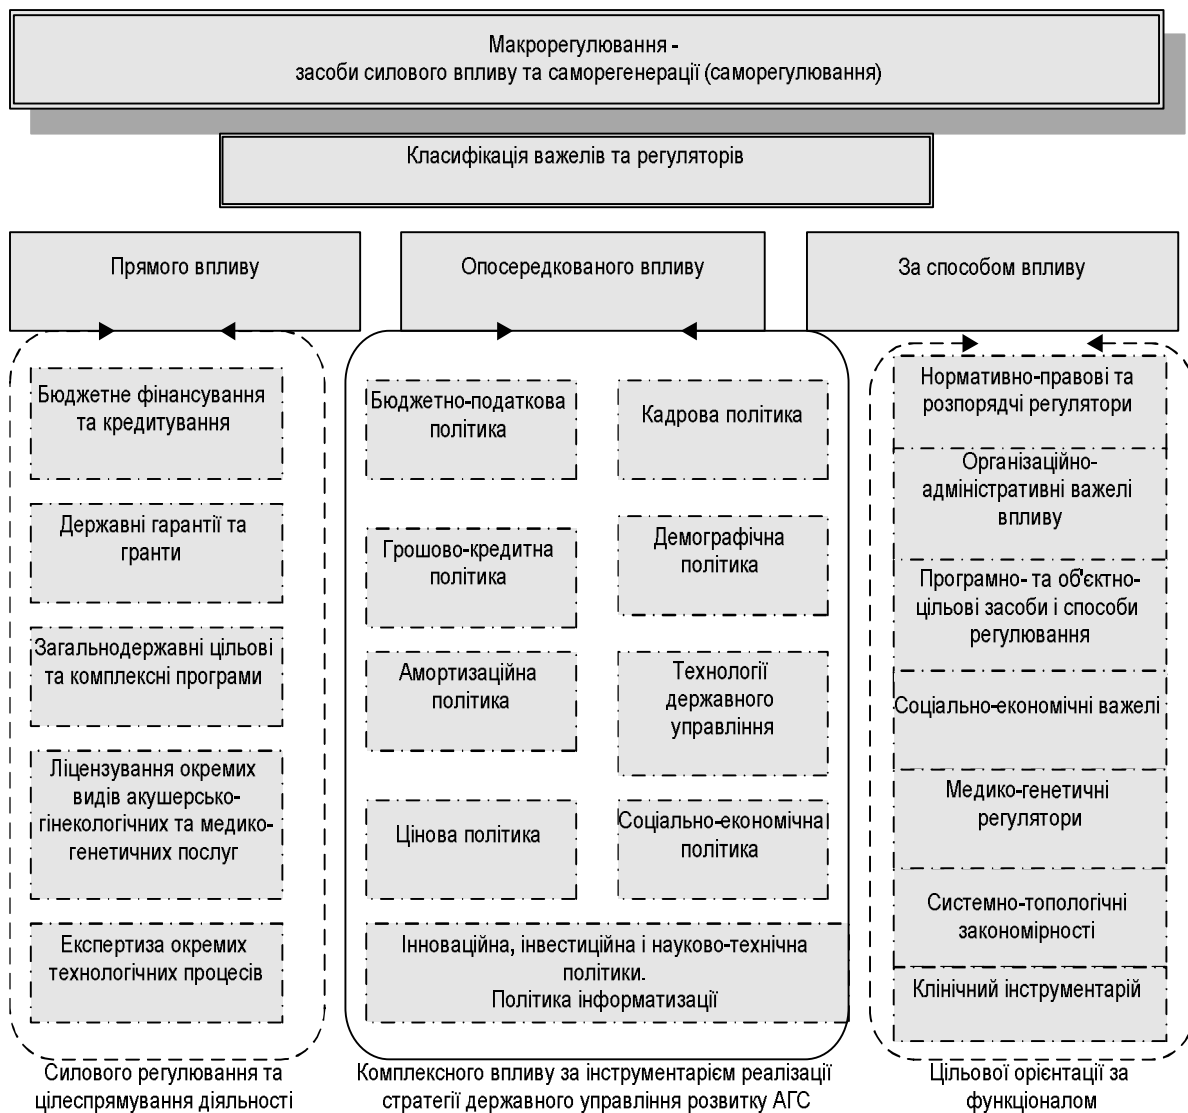 Макрорегулювання -
засоби силового впливу та саморегенерації (саморегулювання)
Класифікація важелів та регуляторів
Прямого впливу
Бюджетне фінансування
та кредитування
Державні гарантії та
гранти
Загальнодержавні цільові
та комплексні програми
Ліцензування окремих
видів акушерсько-
гінекологічних та медико-
генетичних послуг
Експертиза окремих
технологічних процесів
Силового регулювання та
цілеспрямування діяльності
Опосередкованого впливу
Бюджетно-податкова
політика
Кадрова політика
Грошово-кредитна
політика
Демографічна
політика
Амортизаційна
політика
Технології
державного
управління
Цінова політика
Соціально-економічна
політика
Інноваційна, інвестиційна і науково-технічна
політики.
Політика інформатизації
Комплексного впливу за інструментарієм реалізації
стратегії державного управління розвитку АГС
За способом впливу
Нормативно-правові та
розпорядчі регулятори
Організаційно-
адміністративні важелі
впливу
Програмно- та об'єктно-
цільові засоби і способи
регулювання
Соціально-економічні важелі
Медико-генетичні
регулятори
Системно-топологічні
закономірності
Клінічний інструментарій
Цільової орієнтації за
функціоналом